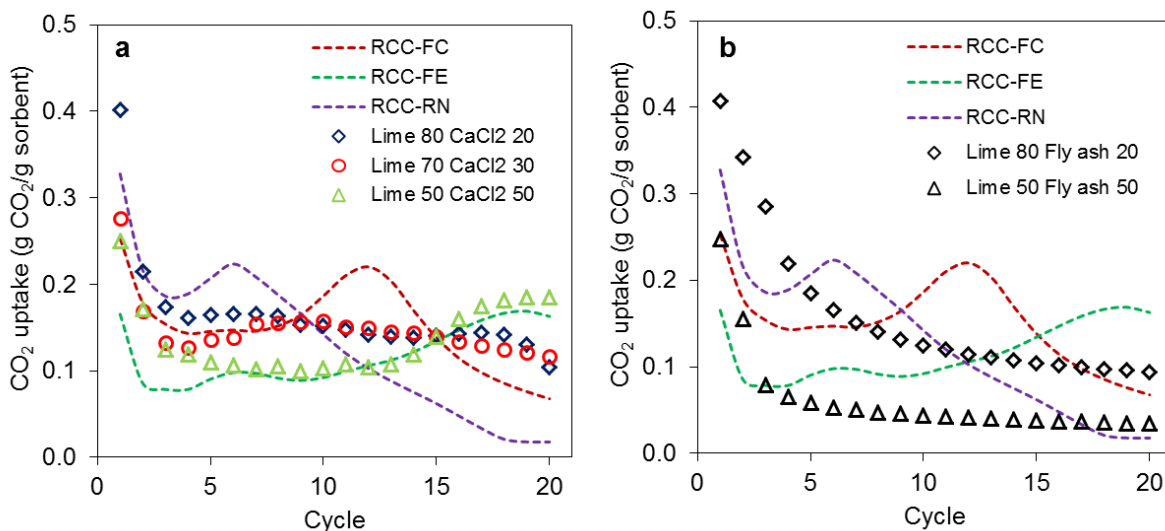 a
CO₂ uptake (g CO₂/g sorbent)
0.5
0.4
0.3
0.2
0.1
0.0
0
5
10
15
20
Cycle
RCC-FC
RCC-FE
RCC-RN
Lime 80 CaCl2 20
Lime 70 CaCl2 30
Lime 50 CaCl2 50
b
CO₂ uptake (g CO₂/g sorbent)
0.5
0.4
0.3
0.2
0.1
0.0
0
5
10
15
20
Cycle
RCC-FC
RCC-FE
RCC-RN
Lime 80 Fly ash 20
Lime 50 Fly ash 50